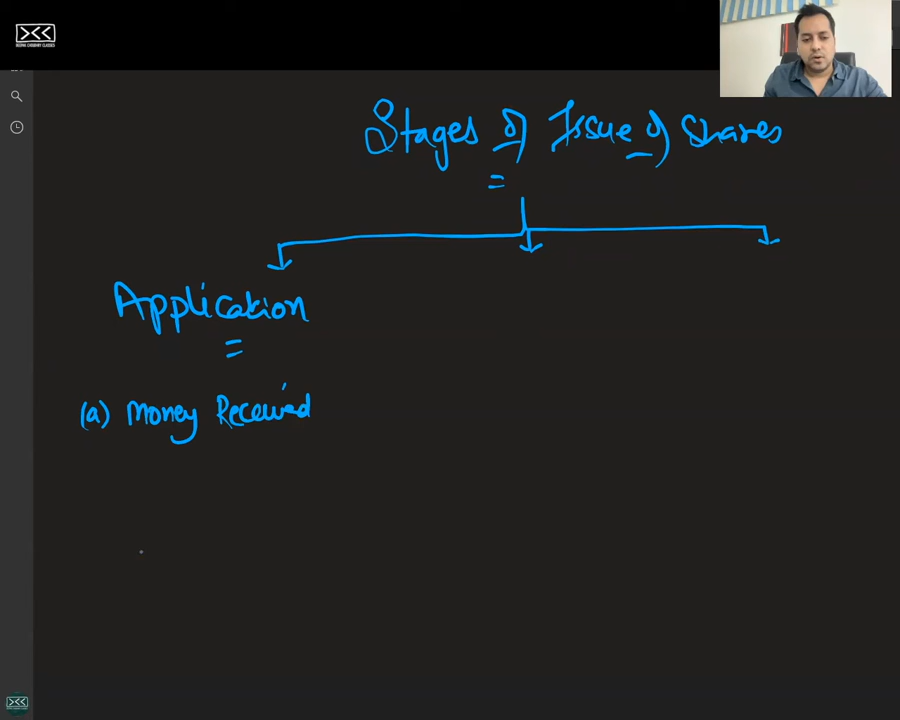 Stages of Issue of Shares
Application
(a) Money Received